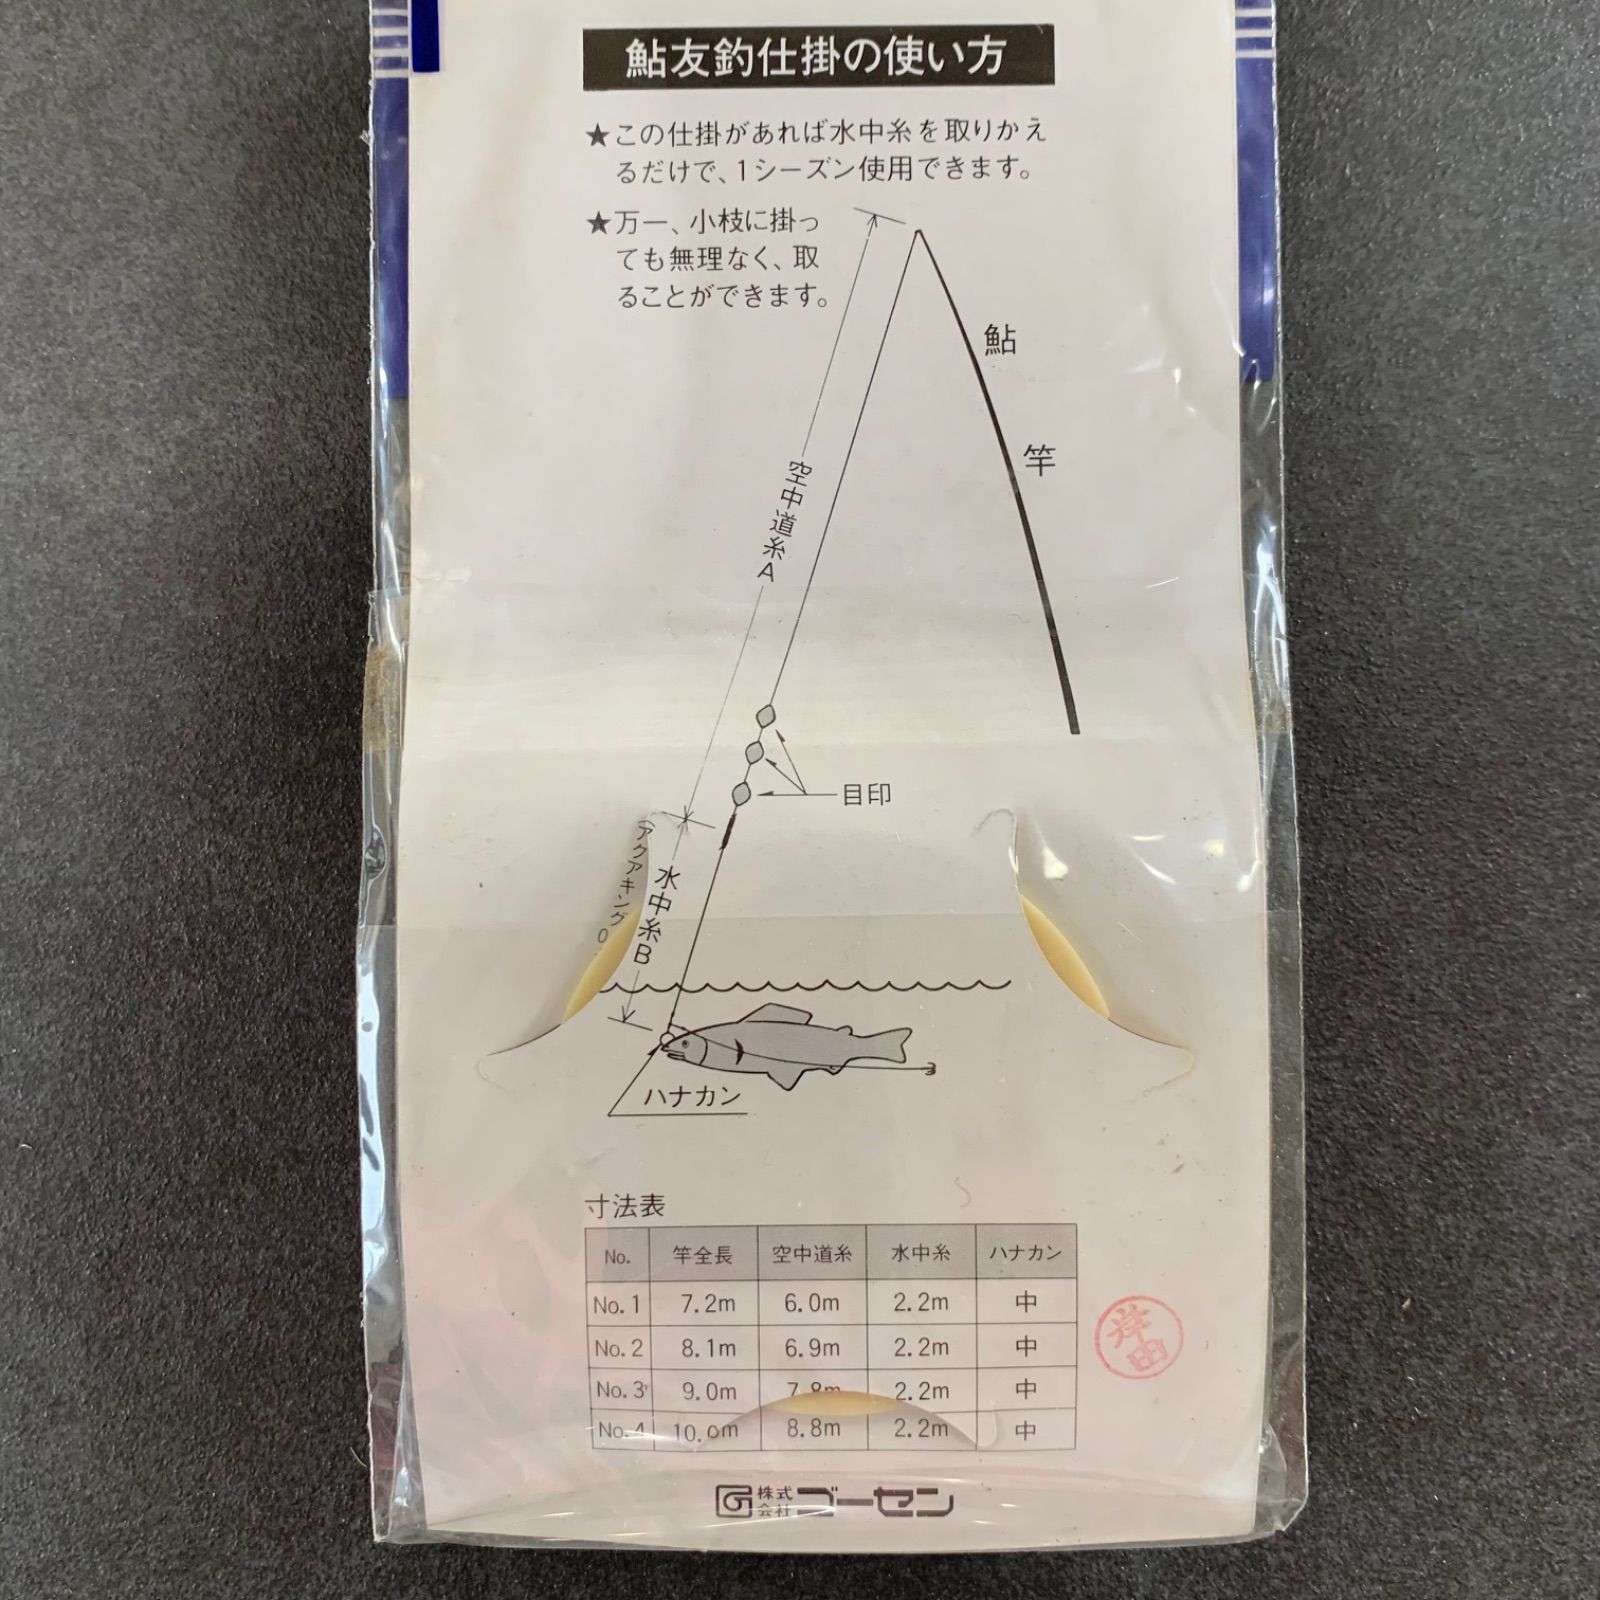 鮎友釣仕掛の使い方
★この仕掛があれば水中糸を取りかえ
るだけで、1シーズン使用できます。
★万一、小枝に掛っ
ても無理なく、取
ることができます。
鮎
竿
空中道糸A
目印
水中糸B
(アクアキング 0.
ハナカン
寸法表
No. 竿全長 空中道糸 水中糸 ハナカン
No.1 7.2m 6.0m 2.2m 中
No.2 8.1m 6.9m 2.2m 中
No.3 9.0m 7.8m 2.2m 中
No.4 10.0m 8.8m 2.2m 中
岸田
株式
会社 ゴーセン